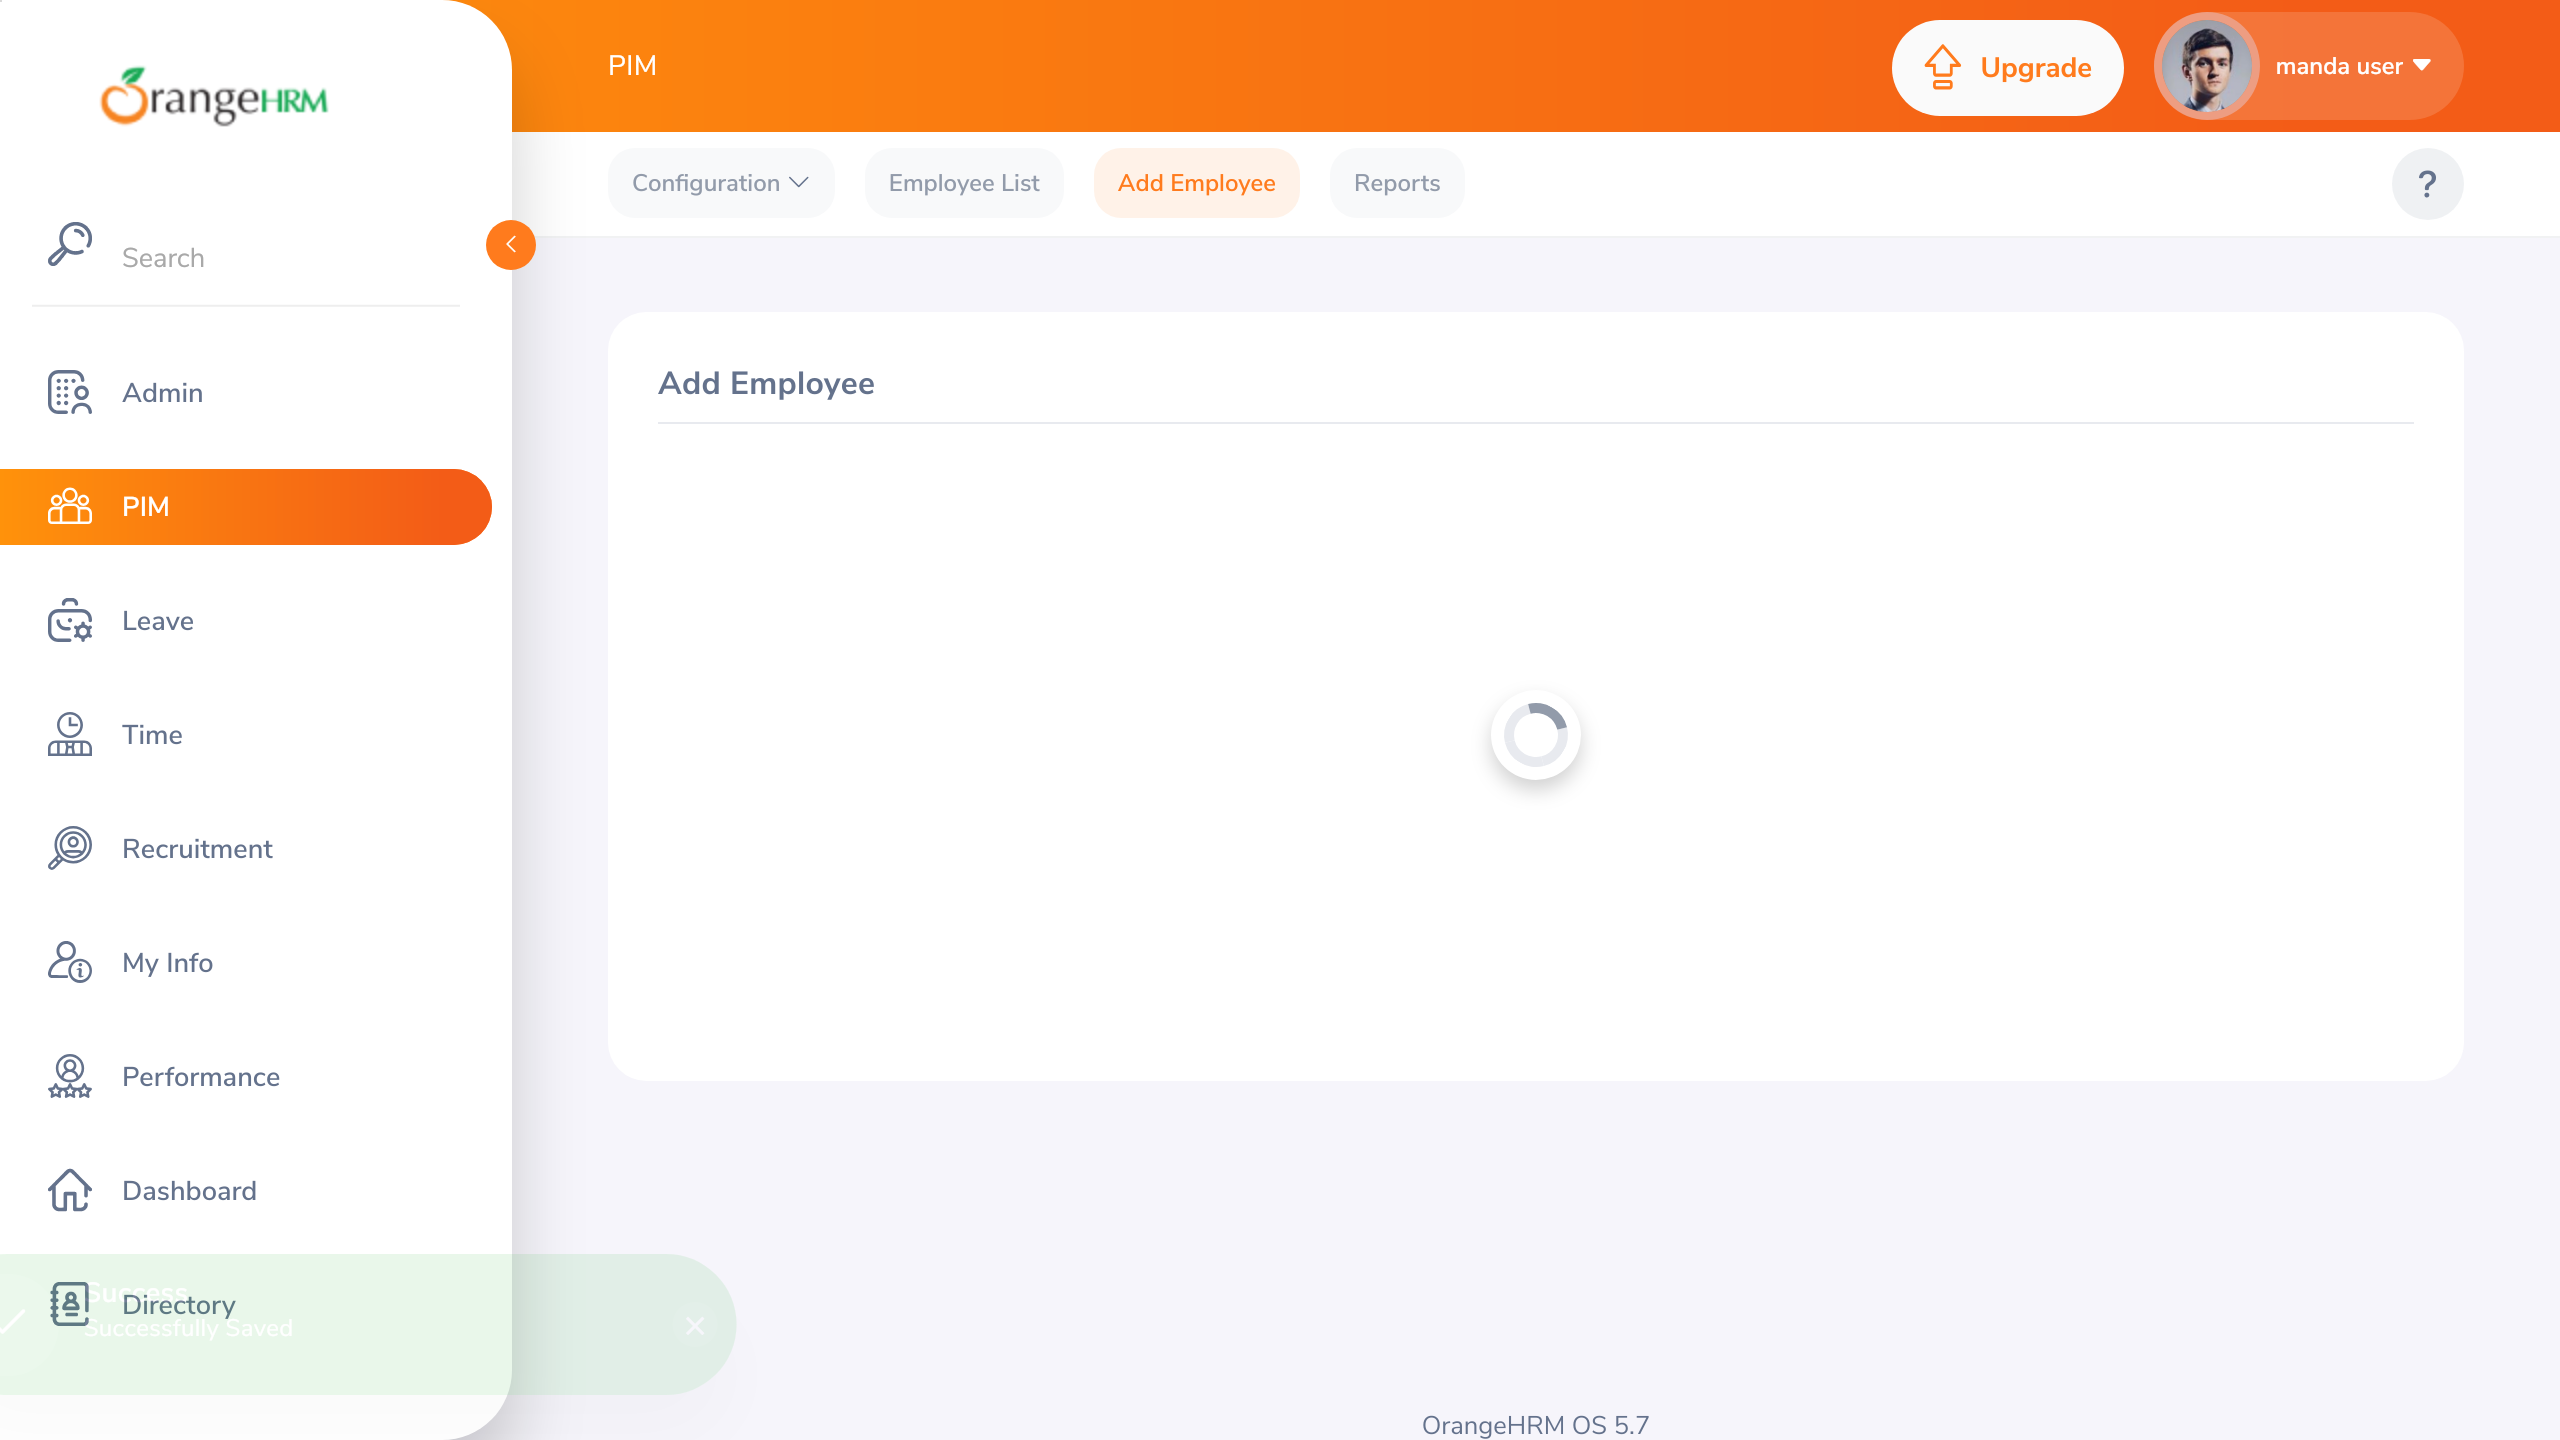 OrangeHRM
Search
Admin
PIM
Leave
Time
Recruitment
My Info
Performance
Dashboard
Directory
Success
Successfully Saved
PIM
Upgrade
manda user
Configuration
Employee List
Add Employee
Reports
?
Add Employee
OrangeHRM OS 5.7